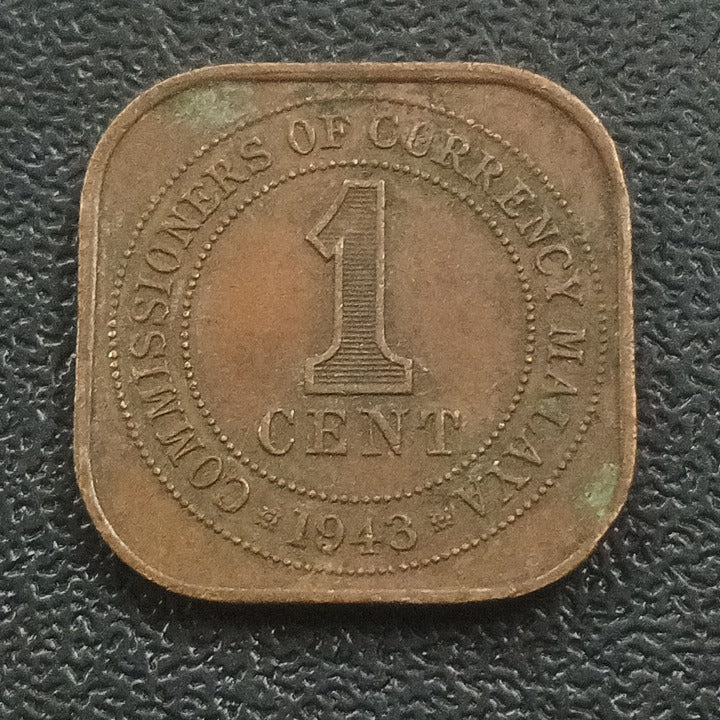 COMMISSIONERS OF CURRENCY MALAYA
1
CENT
1943